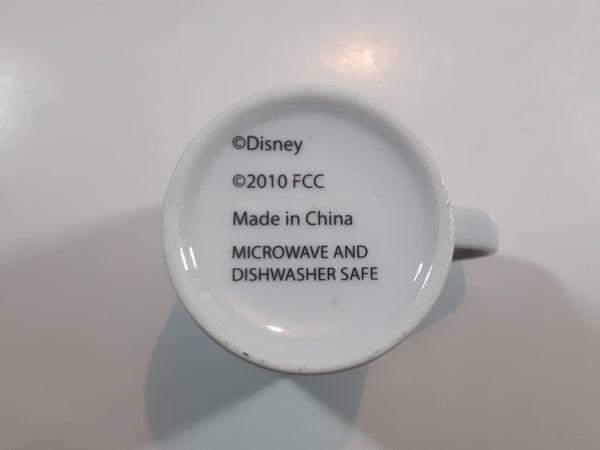 ©Disney
©2010 FCC
Made in China
MICROWAVE AND
DISHWASHER SAFE